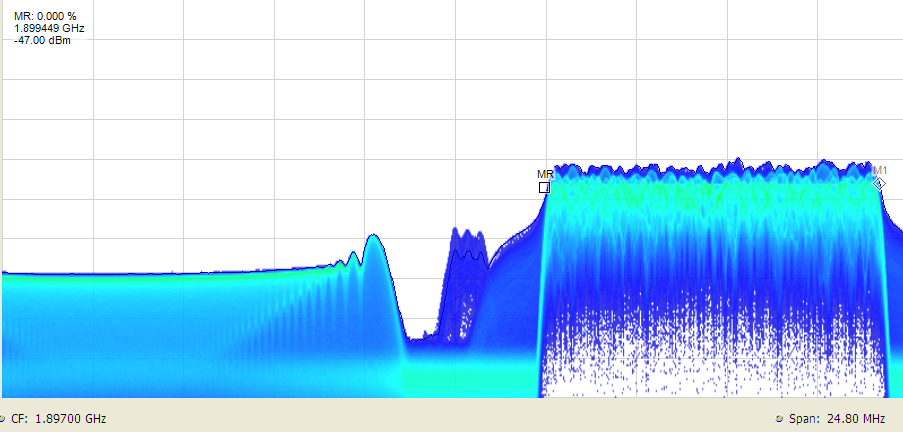 MR: 0.000 %
1.899449 GHz
-47.00 dBm
MR
M1
CF: 1.89700 GHz
Span: 24.80 MHz